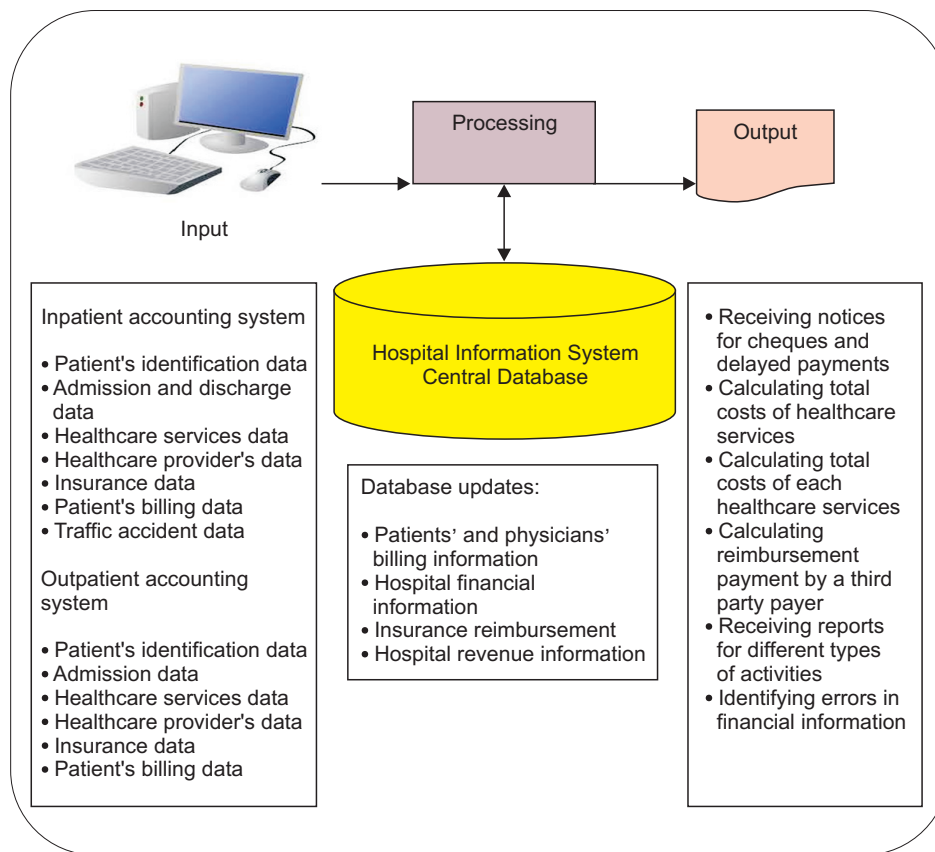 Processing
Output
Input
Hospital Information System
Central Database
Inpatient accounting system
• Patient's identification data
• Admission and discharge
data
• Healthcare services data
• Healthcare provider's data
• Insurance data
• Patient's billing data
• Traffic accident data
Outpatient accounting
system
• Patient's identification data
• Admission data
• Healthcare services data
• Healthcare provider's data
• Insurance data
• Patient's billing data
Database updates:
• Patients’ and physicians’
billing information
• Hospital financial
information
• Insurance reimbursement
• Hospital revenue information
• Receiving notices
for cheques and
delayed payments
• Calculating total
costs of healthcare
services
• Calculating total
costs of each
healthcare services
• Calculating
reimbursement
payment by a third
party payer
• Receiving reports
for different types
of activities
• Identifying errors in
financial information